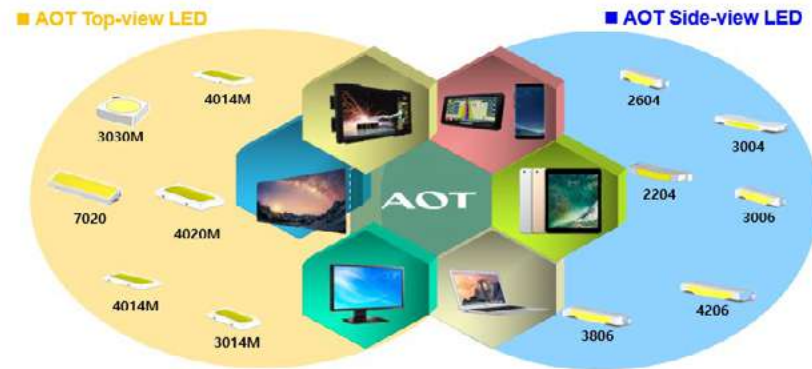 ■ AOT Top-view LED
■ AOT Side-view LED
4014M
3030M
7020
4020M
4014M
3014M
AOT
2604
3004
2204
3006
4206
3806